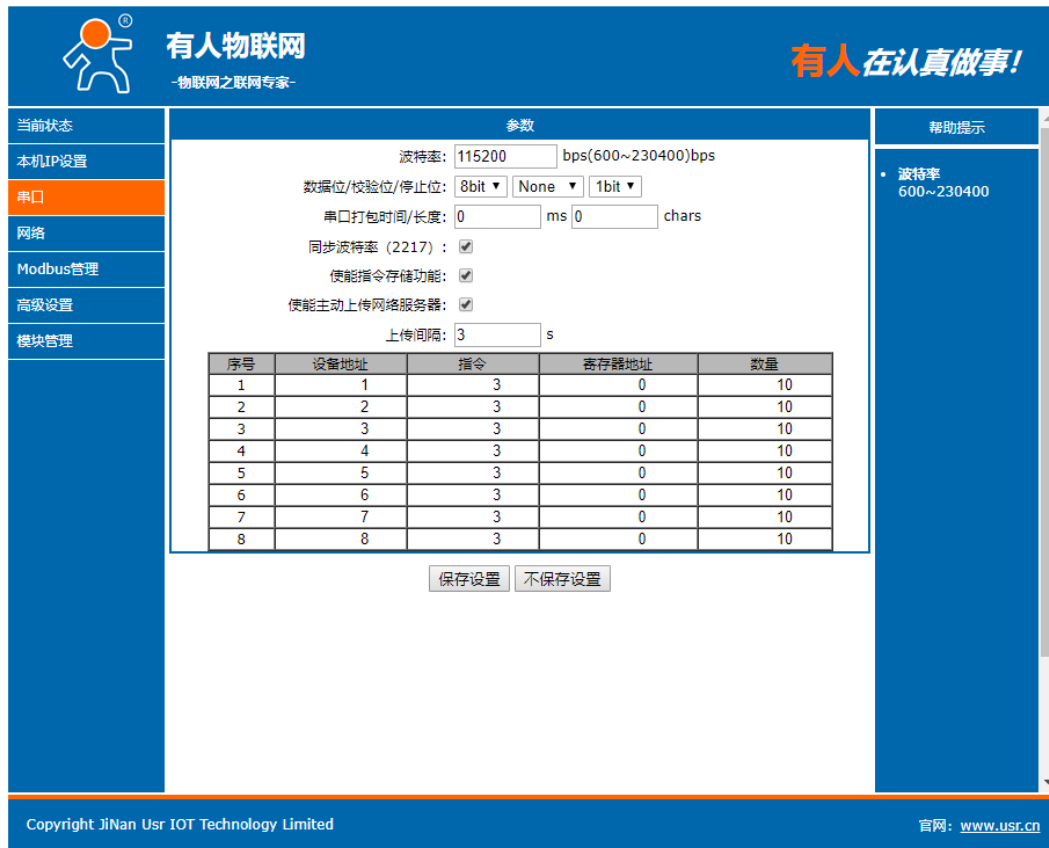 ®
有人物联网
-物联网之联网专家-
有人在认真做事!
当前状态
本机IP设置
串口
网络
Modbus管理
高级设置
模块管理
参数
波特率: 115200 bps(600~230400)bps
数据位/校验位/停止位: 8bit None 1bit
串口打包时间/长度: 0 ms 0 chars
同步波特率（2217）:
使能指令存储功能:
使能主动上传网络服务器:
上传间隔: 3 s
序号 设备地址 指令 寄存器地址 数量
1 1 3 0 10
2 2 3 0 10
3 3 3 0 10
4 4 3 0 10
5 5 3 0 10
6 6 3 0 10
7 7 3 0 10
8 8 3 0 10
保存设置 不保存设置
帮助提示
• 波特率
600~230400
Copyright JiNan Usr IOT Technology Limited
官网: www.usr.cn